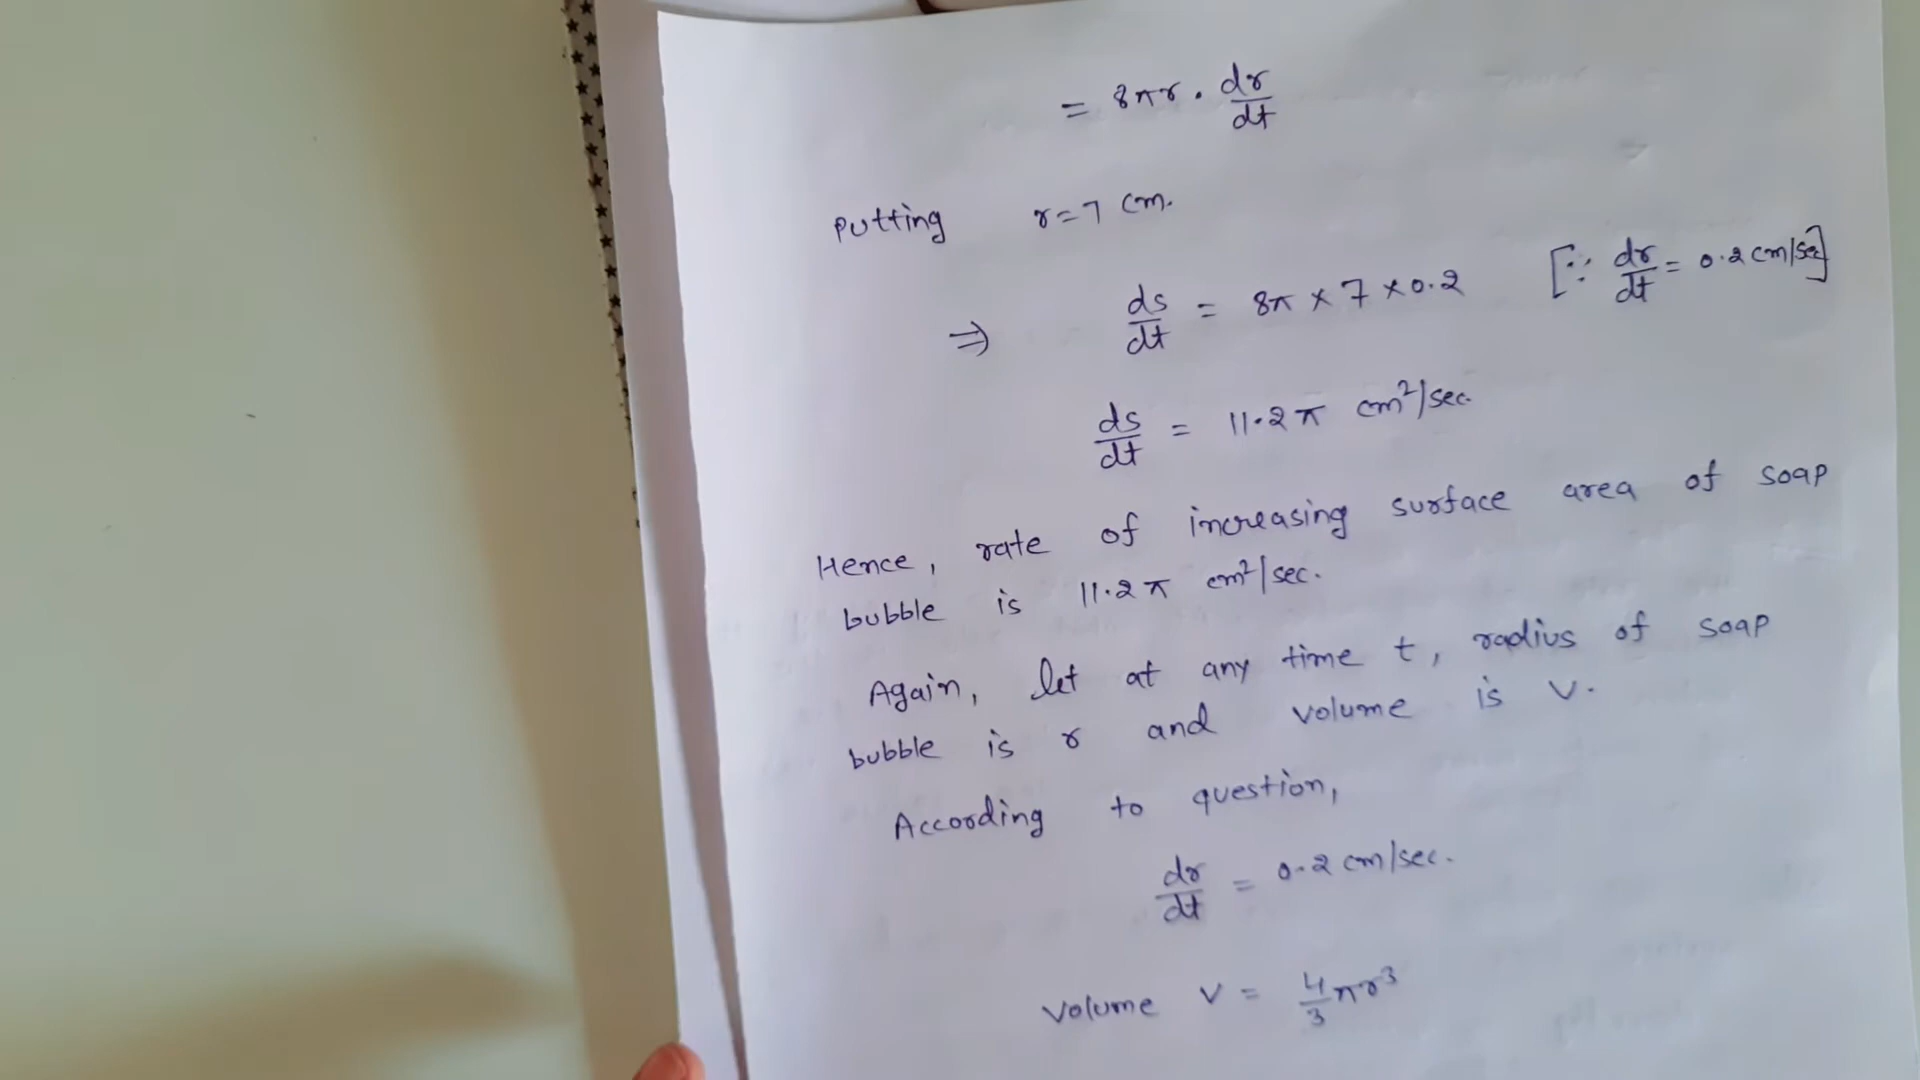 = 8πr . dr/dt
Putting r=7 cm.
⇒ ds/dt = 8π × 7 × 0.2 [∵ dr/dt = 0.2 cm/sec]
ds/dt = 11.2 π cm²/sec.
Hence, rate of increasing surface area of soap
bubble is 11.2 π cm²/sec.
Again, let at any time t, radius of soap
bubble is r and volume is V.
According to question,
dr/dt = 0.2 cm/sec.
Volume V = 4/3 πr³